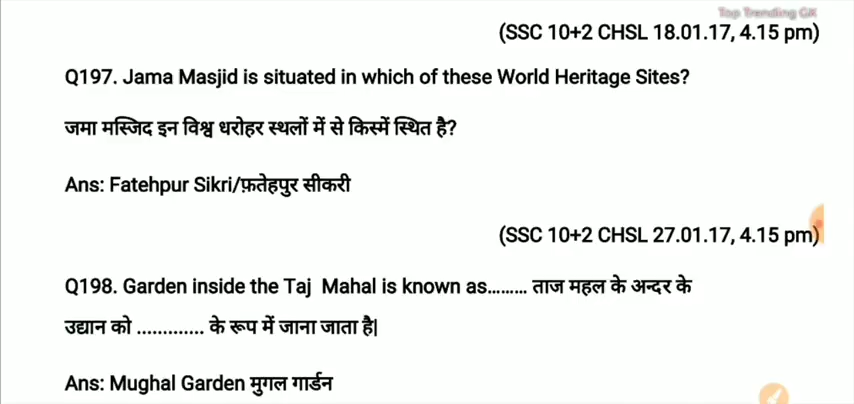 Top Trending GK
(SSC 10+2 CHSL 18.01.17, 4.15 pm)
Q197. Jama Masjid is situated in which of these World Heritage Sites?
जमा मस्जिद इन विश्व धरोहर स्थलों में से किस्में स्थित है?
Ans: Fatehpur Sikri/फ़तेहपुर सीकरी
(SSC 10+2 CHSL 27.01.17, 4.15 pm)
Q198. Garden inside the Taj Mahal is known as......... ताज महल के अन्दर के
उद्यान को ............. के रूप में जाना जाता है|
Ans: Mughal Garden मुगल गार्डन